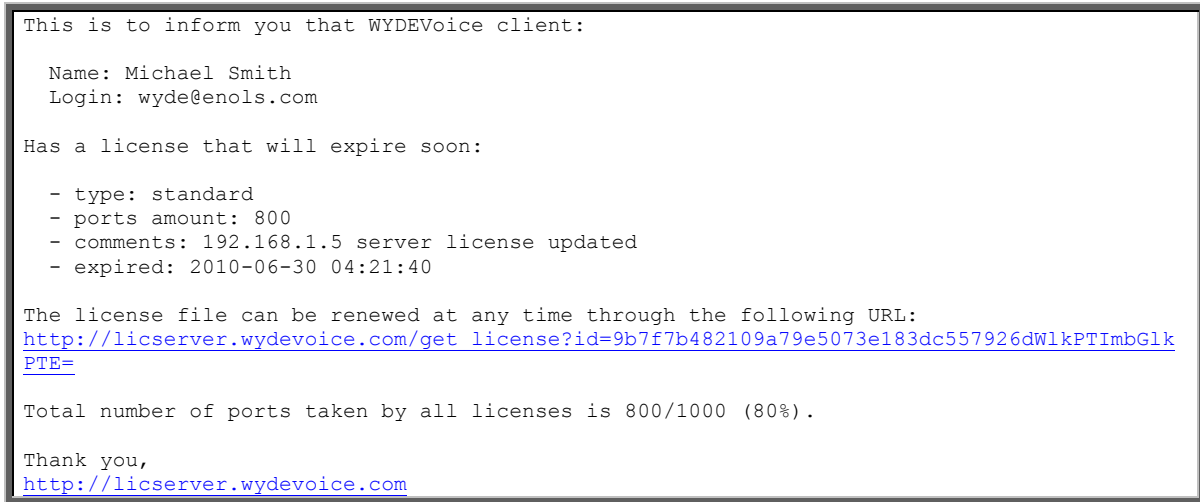 This is to inform you that WYDEVoice client:
Name: Michael Smith
Login: wyde@enols.com
Has a license that will expire soon:
- type: standard
- ports amount: 800
- comments: 192.168.1.5 server license updated
- expired: 2010-06-30 04:21:40
The license file can be renewed at any time through the following URL:
http://licserver.wydevoice.com/get_license?id=9b7f7b482109a79e5073e183dc557926dWlkPTImbGlk
PTE=
Total number of ports taken by all licenses is 800/1000 (80%).
Thank you,
http://licserver.wydevoice.com